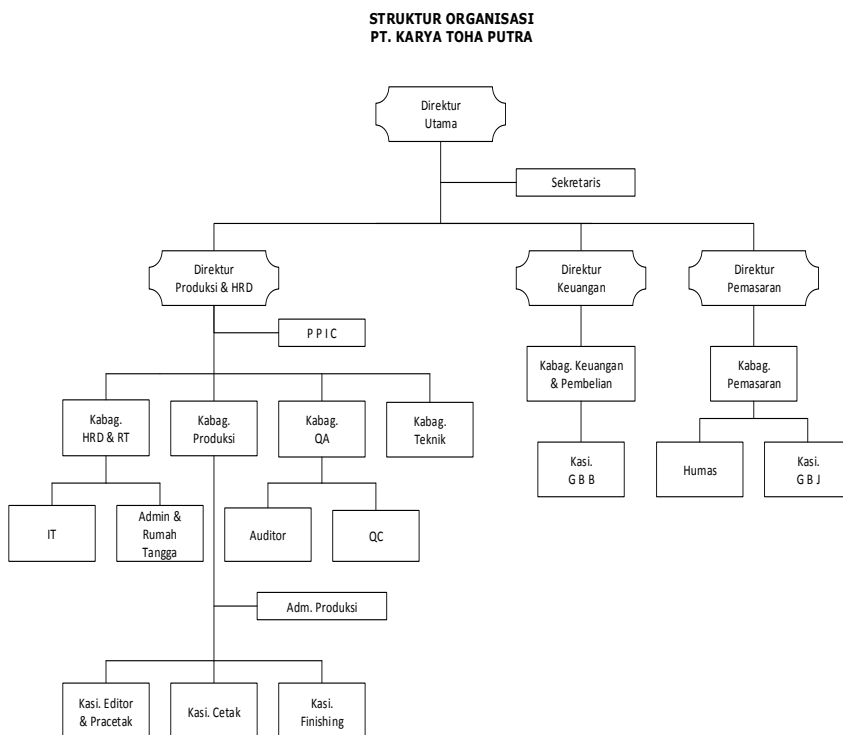 STRUKTUR ORGANISASI
PT. KARYA TOHA PUTRA
Direktur
Utama
Sekretaris
Direktur
Produksi & HRD
Direktur
Keuangan
Direktur
Pemasaran
P P I C
Kabag. Keuangan
& Pembelian
Kabag.
Pemasaran
Kabag.
HRD & RT
Kabag.
Produksi
Kabag.
QA
Kabag.
Teknik
Kasi.
G B B
Humas
Kasi.
G B J
IT
Admin &
Rumah
Tangga
Auditor
QC
Adm. Produksi
Kasi. Editor
& Pracetak
Kasi. Cetak
Kasi.
Finishing